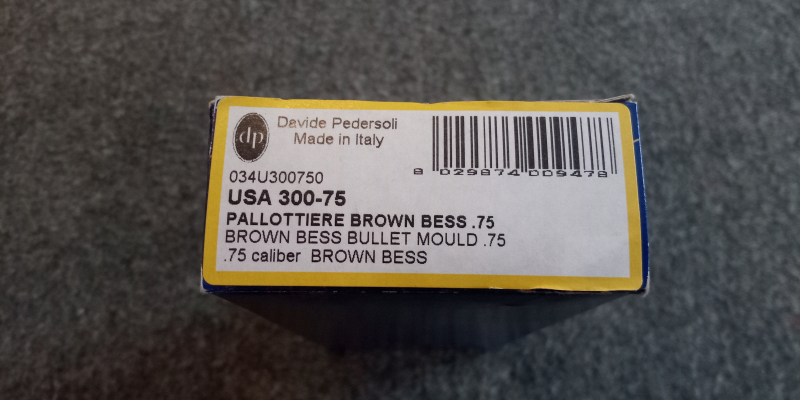 dp
Davide Pedersoli
Made in Italy
8 029874 009478
034U300750
USA 300-75
PALLOTTIERE BROWN BESS .75
BROWN BESS BULLET MOULD .75
.75 caliber BROWN BESS